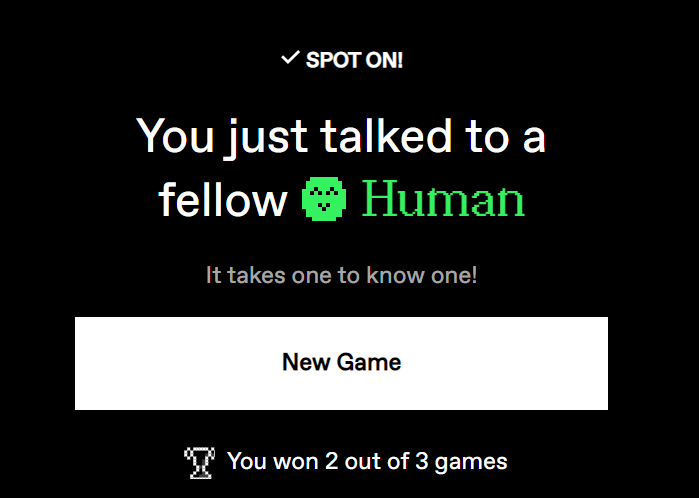 SPOT ON!
You just talked to a
fellow Human
It takes one to know one!
New Game
You won 2 out of 3 games